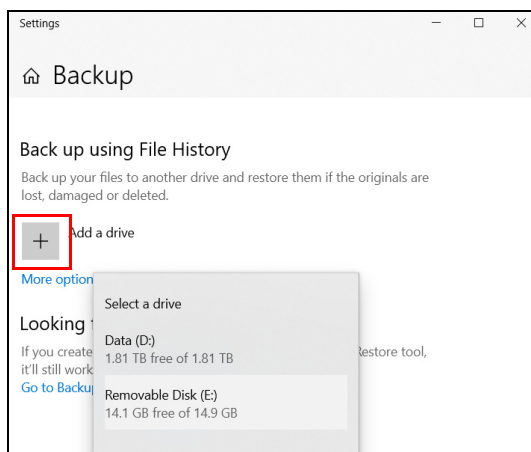 Settings
Backup
Back up using File History
Back up your files to another drive and restore them if the originals are
lost, damaged or deleted.
Add a drive
More option
Select a drive
Looking
Data (D:)
1.81 TB free of 1.81 TB
If you create
Restore tool,
it'll still work
Go to Backu
Removable Disk (E:)
14.1 GB free of 14.9 GB